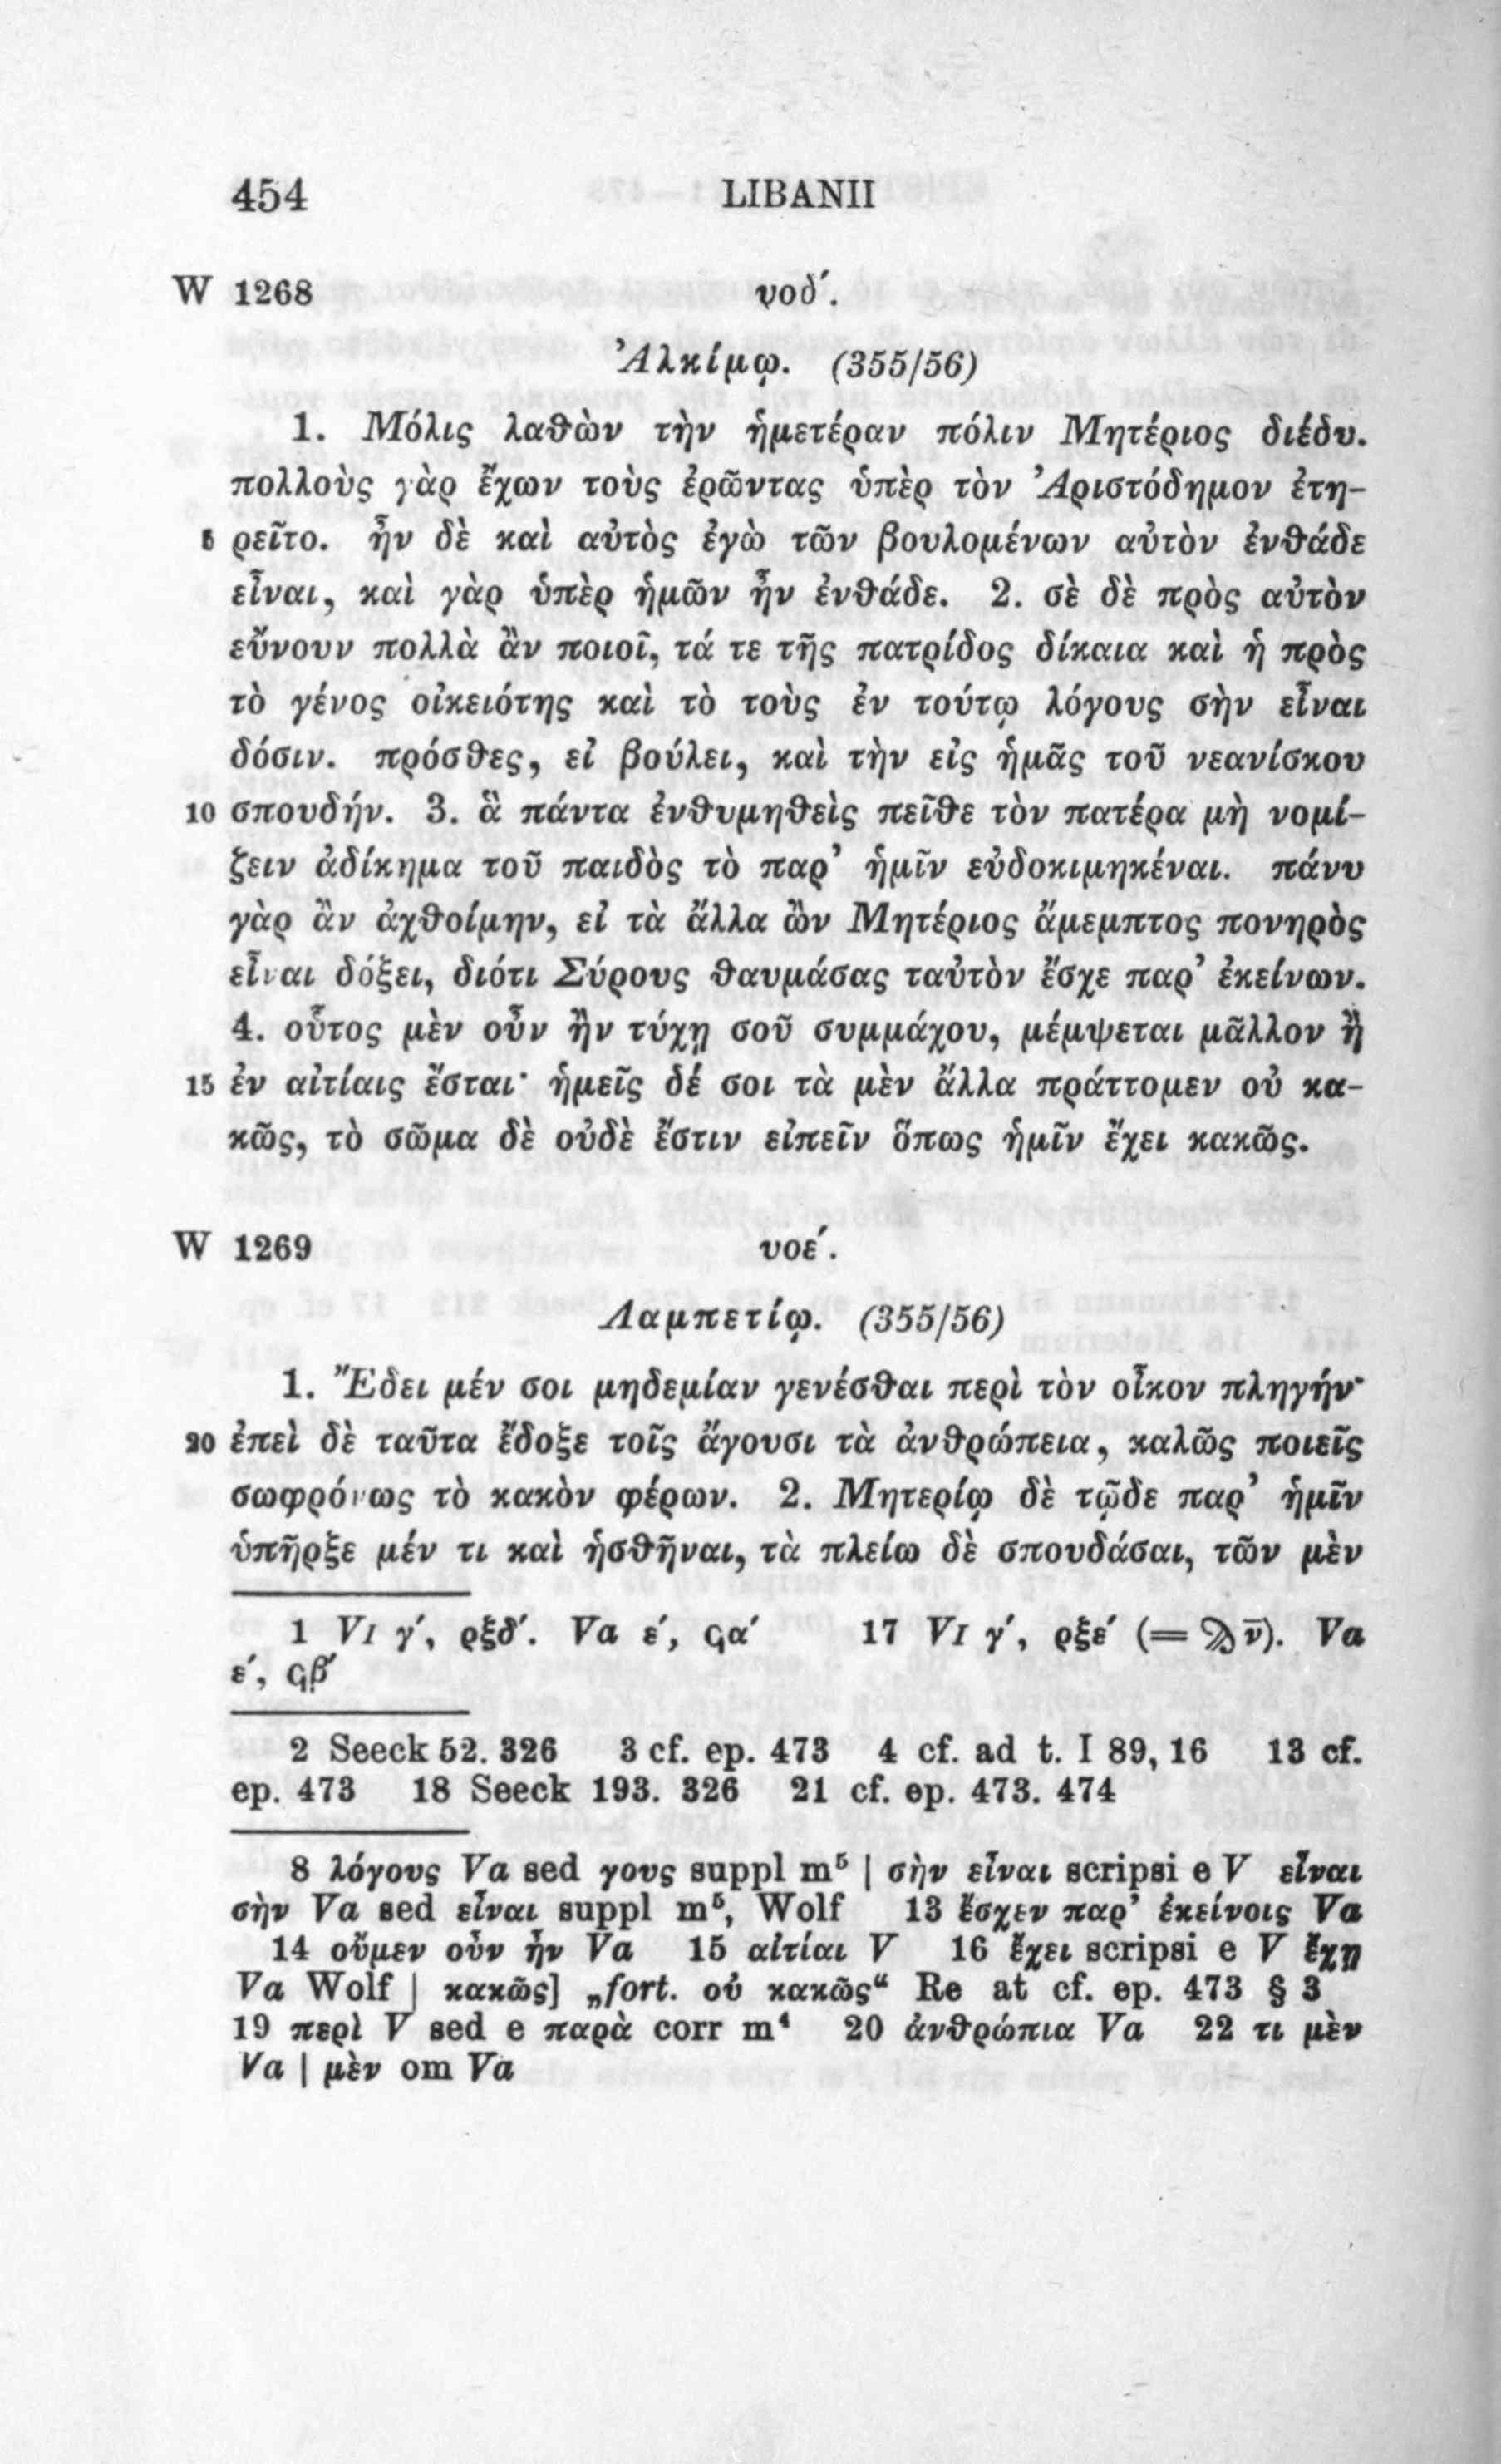 454 LIBANII
W 1268 υοδ΄.
Ἀλκίμῳ. (355/56)
1. Μόλις λαθὼν τὴν ἡμετέραν πόλιν Μητέριος διέδυ.
πολλοὺς γὰρ ἔχων τοὺς ἐρῶντας ὑπὲρ τὸν Ἀριστόδημον ἐτη-
5 ρεῖτο. ἦν δὲ καὶ αὐτὸς ἐγὼ τῶν βουλομένων αὐτὸν ἐνθάδε
εἶναι, καὶ γὰρ ὑπὲρ ἡμῶν ἦν ἐνθάδε. 2. σὲ δὲ πρὸς αὐτὸν
εὔνουν πολλὰ ἂν ποιοῖ, τά τε τῆς πατρίδος δίκαια καὶ ἡ πρὸς
τὸ γένος οἰκειότης καὶ τὸ τοὺς ἐν τούτῳ λόγους σὴν εἶναι
δόσιν. πρόσθες, εἰ βούλει, καὶ τὴν εἰς ἡμᾶς τοῦ νεανίσκου
10 σπουδήν. 3. ἃ πάντα ἐνθυμηθεὶς πεῖθε τὸν πατέρα μὴ νομί-
ζειν ἀδίκημα τοῦ παιδὸς τὸ παρ’ ἡμῖν εὐδοκιμηκέναι. πάνυ
γὰρ ἂν ἀχθοίμην, εἰ τὰ ἄλλα ὢν Μητέριος ἄμεμπτος πονηρὸς
εἶναι δόξει, διότι Σύρους θαυμάσας ταὐτὸν ἔσχε παρ’ ἐκείνων.
4. οὗτος μὲν οὖν ἢν τύχῃ σοῦ συμμάχου, μέμψεται μᾶλλον ἢ
15 ἐν αἰτίαις ἔσται· ἡμεῖς δέ σοι τὰ μὲν ἄλλα πράττομεν οὐ κα-
κῶς, τὸ σῶμα δὲ οὐδὲ ἔστιν εἰπεῖν ὅπως ἡμῖν ἔχει κακῶς.
W 1269 υοε΄.
Λαμπετίῳ. (355/56)
1. Ἔδει μέν σοι μηδεμίαν γενέσθαι περὶ τὸν οἶκον πληγήν·
20 ἐπεὶ δὲ ταῦτα ἔδοξε τοῖς ἄγουσι τὰ ἀνθρώπεια, καλῶς ποιεῖς
σωφρόνως τὸ κακὸν φέρων. 2. Μητερίῳ δὲ τῷδε παρ’ ἡμῖν
ὑπῆρξε μέν τι καὶ ἡσθῆναι, τὰ πλείω δὲ σπουδάσαι, τῶν μὲν
1 VI γ΄, ρξδ΄. Va ε΄, ϟα΄ 17 VI γ΄, ρξε΄ (= ν̄). Va
ε΄, ϟβ΄
2 Seeck 52. 326 3 cf. ep. 473 4 cf. ad t. I 89, 16 13 cf.
ep. 473 18 Seeck 193. 326 21 cf. ep. 473. 474
8 λόγους Va sed γους suppl m⁵ | σὴν εἶναι scripsi e V εἶναι
σὴν Va sed εἶναι suppl m⁵, Wolf 13 ἔσχεν παρ’ ἐκείνοις Va
14 οὔμεν οὖν ἦν Va 15 αἰτίαι V 16 ἔχει scripsi e V ἔχῃ
Va Wolf | κακῶς] „fort. οὐ κακῶς“ Re at cf. ep. 473 § 3
19 περὶ V sed e παρὰ corr m⁴ 20 ἀνθρώπια Va 22 τι μὲν
Va | μὲν om Va